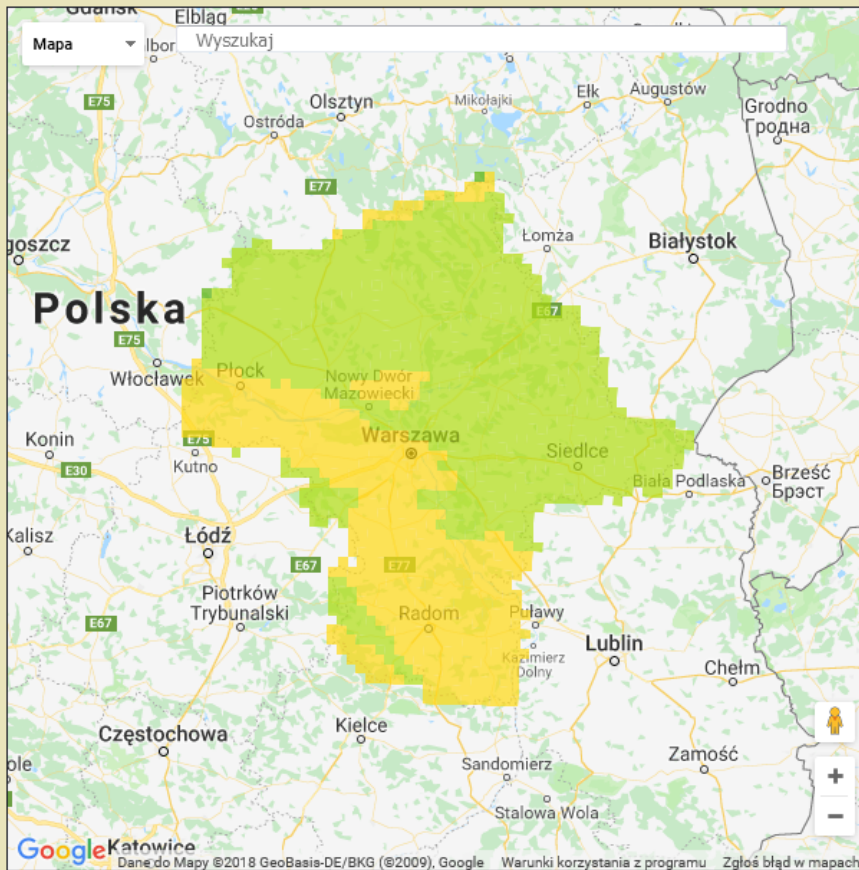 Gdańsk
Elbląg
Mapa
Wyszukaj
E75
Olsztyn
Mikołajki
Ełk
Augustów
Ostróda
Grodno
Гродна
E77
Łomża
Białystok
goszcz
Polska
E67
E75
Włocławek
Płock
Nowy Dwór
Mazowiecki
Warszawa
Konin
E75
Kutno
Siedlce
E30
Biała Podlaska
Brześć
Брэст
Kalisz
Łódź
E67
E77
Piotrków
Trybunalski
E67
Radom
Puławy
Lublin
Kazimierz
Dolny
Chełm
Częstochowa
Kielce
Zamość
Sandomierz
ole
Stalowa Wola
+
−
Google
Katowice
Dane do Mapy ©2018 GeoBasis-DE/BKG (©2009), Google
Warunki korzystania z programu
Zgłoś błąd w mapach